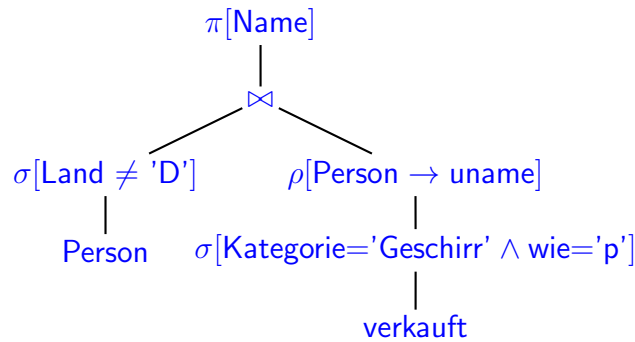 π[Name]
⋈
σ[Land ≠ 'D'] ρ[Person → uname]
Person σ[Kategorie='Geschirr' ∧ wie='p']
verkauft